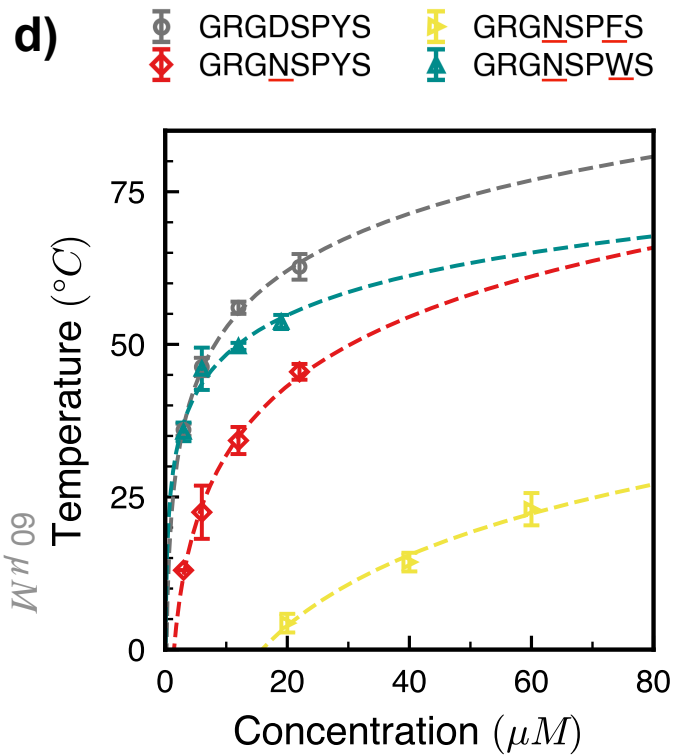 d)
GRGDSPYS
GRGNSPYS
GRGNSPFS
GRGNSPWS
75
50
25
0
Temperature (°C)
60 μM
0 20 40 60 80
Concentration (μM)